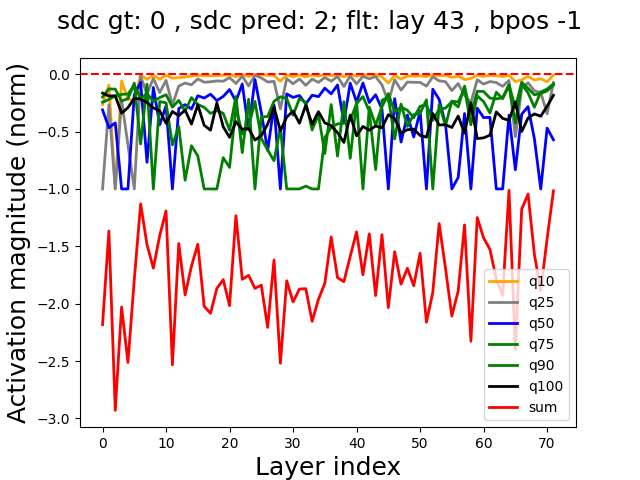 sdc gt: 0 , sdc pred: 2; flt: lay 43 , bpos -1
Activation magnitude (norm)
0.0
−0.5
−1.0
−1.5
−2.0
−2.5
−3.0
q10
q25
q50
q75
q90
q100
sum
0 10 20 30 40 50 60 70
Layer index